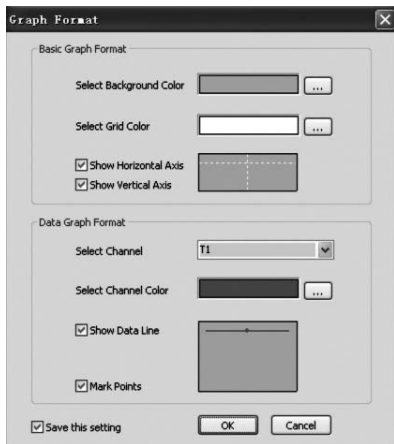 Graph Format
Basic Graph Format
Select Background Color
...
Select Grid Color
...
Show Horizontal Axis
Show Vertical Axis
Data Graph Format
Select Channel
T1
Select Channel Color
...
Show Data Line
Mark Points
Save this setting
OK
Cancel